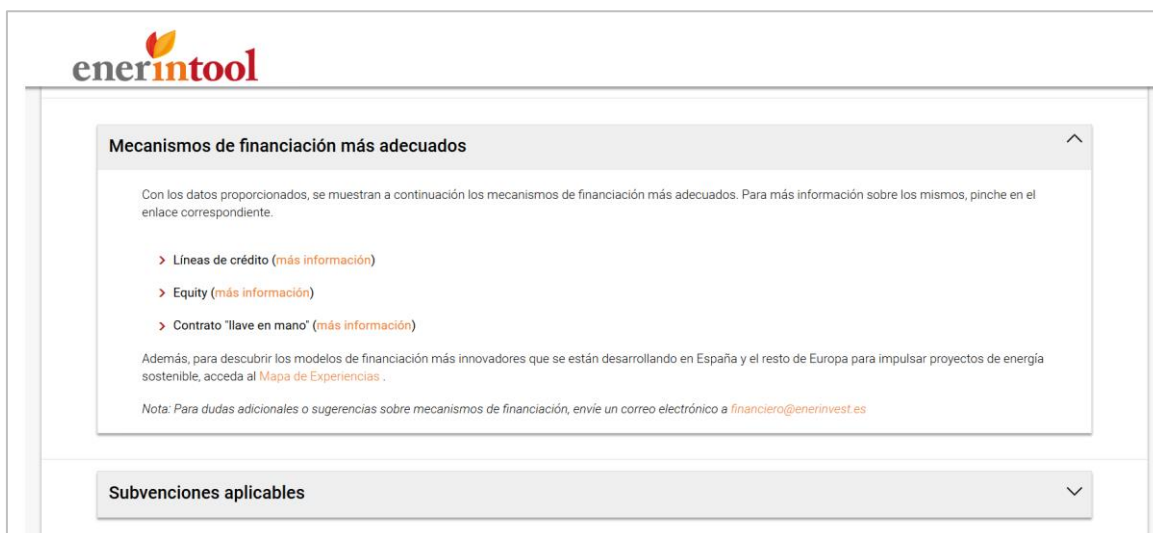 enerintool
Mecanismos de financiación más adecuados
Con los datos proporcionados, se muestran a continuación los mecanismos de financiación más adecuados. Para más información sobre los mismos, pinche en el
enlace correspondiente.
Líneas de crédito (más información)
Equity (más información)
Contrato "llave en mano" (más información)
Además, para descubrir los modelos de financiación más innovadores que se están desarrollando en España y el resto de Europa para impulsar proyectos de energía
sostenible, acceda al Mapa de Experiencias .
Nota: Para dudas adicionales o sugerencias sobre mecanismos de financiación, envíe un correo electrónico a financiero@enerinvest.es
Subvenciones aplicables